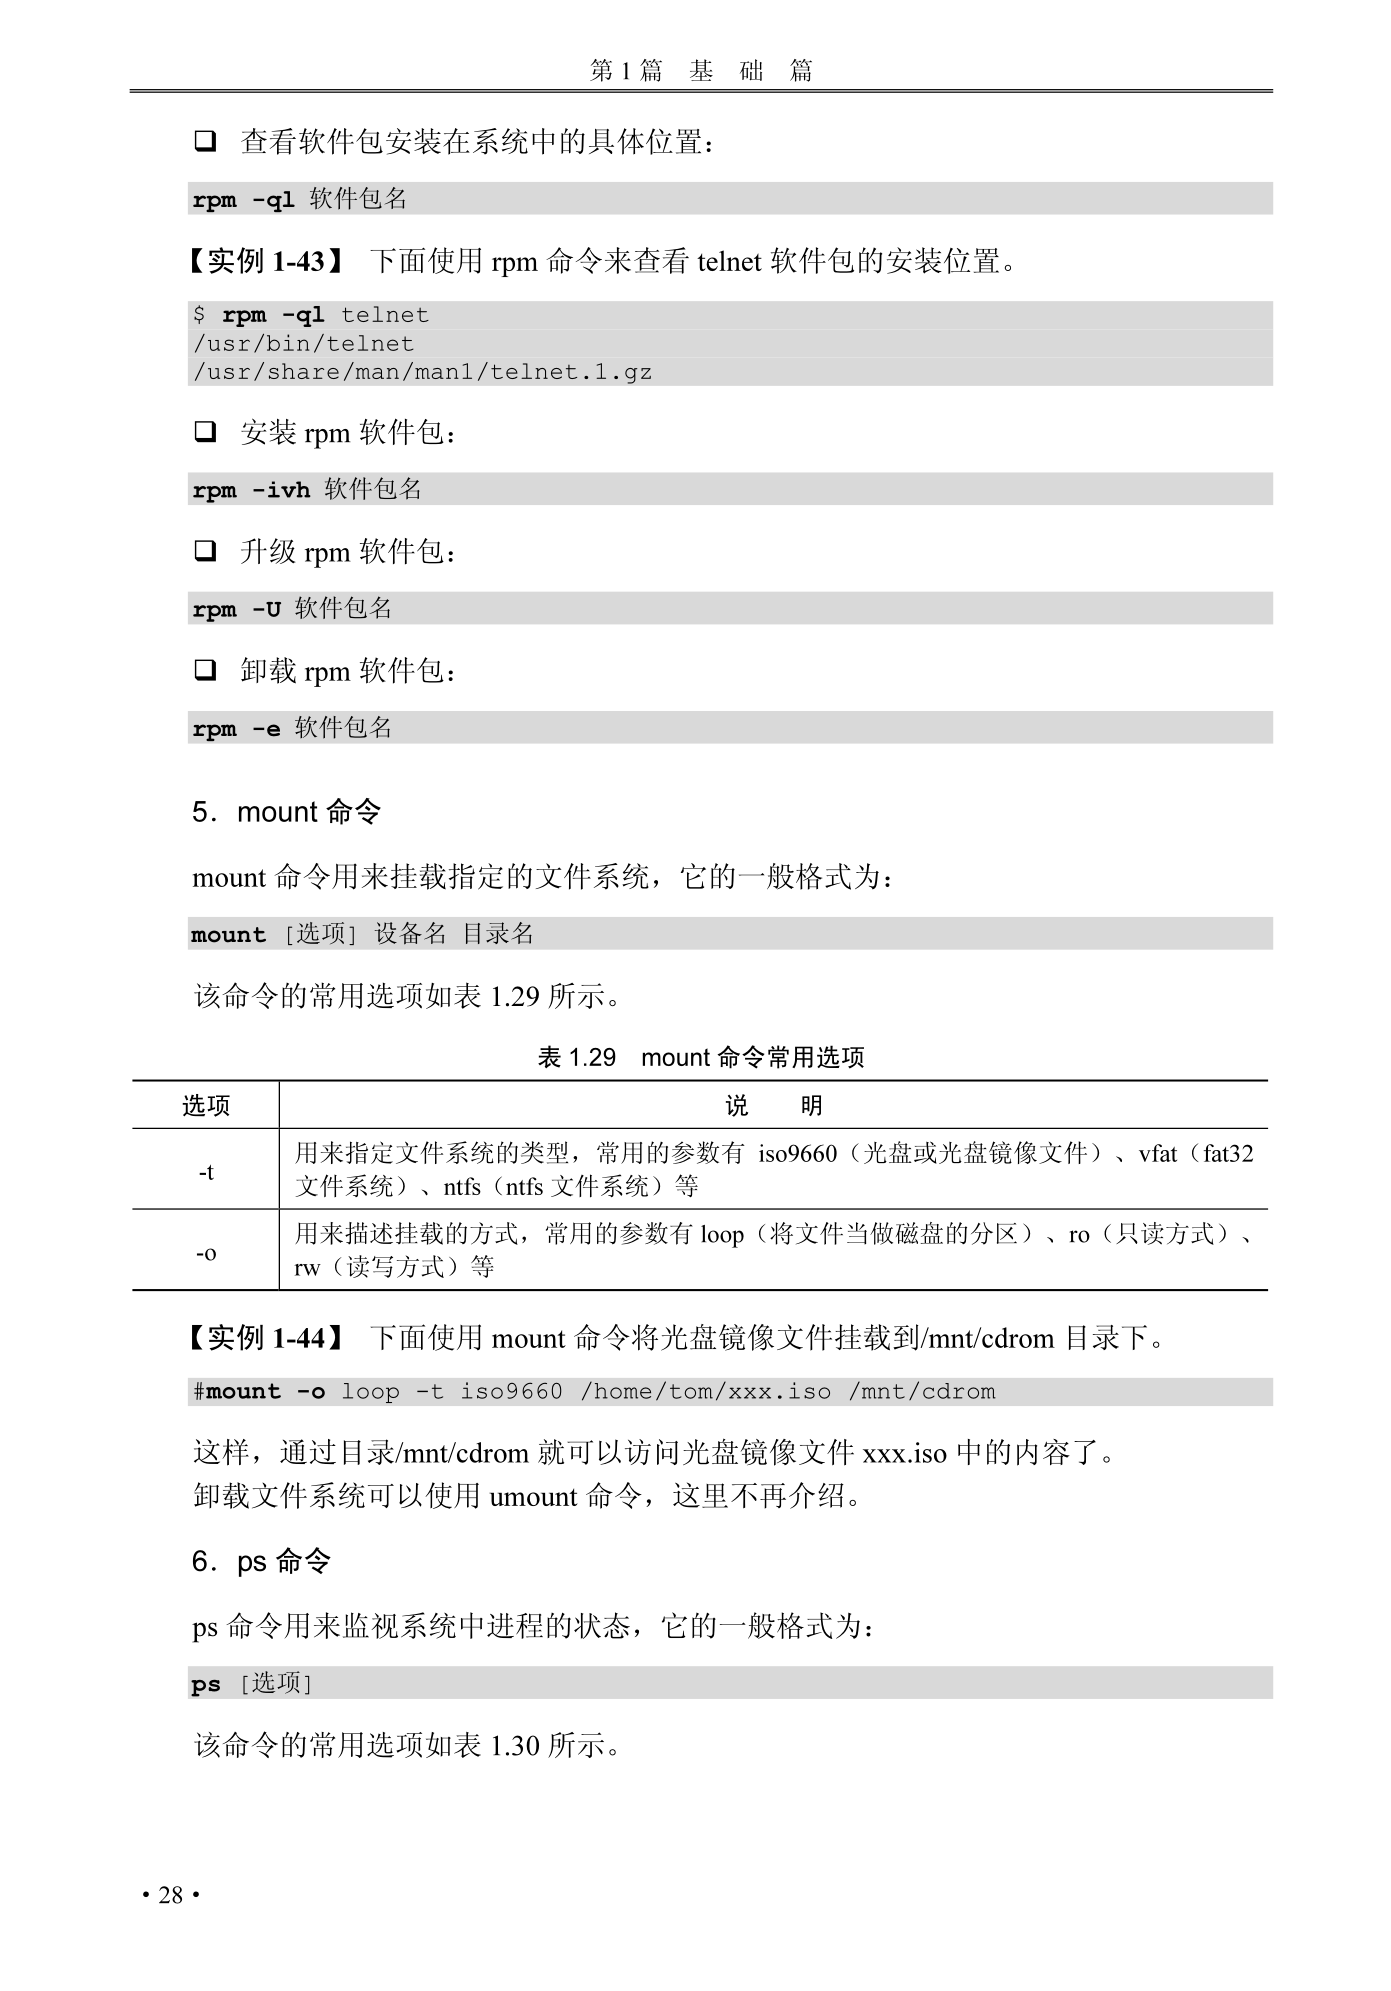 第 1 篇 基 础 篇
❑ 查看软件包安装在系统中的具体位置：
rpm -ql 软件包名
【实例 1-43】 下面使用 rpm 命令来查看 telnet 软件包的安装位置。
$ rpm -ql telnet
/usr/bin/telnet
/usr/share/man/man1/telnet.1.gz
❑ 安装 rpm 软件包：
rpm -ivh 软件包名
❑ 升级 rpm 软件包：
rpm -U 软件包名
❑ 卸载 rpm 软件包：
rpm -e 软件包名
5．mount 命令
mount 命令用来挂载指定的文件系统，它的一般格式为：
mount [选项] 设备名 目录名
该命令的常用选项如表 1.29 所示。
表 1.29 mount 命令常用选项
选项 说 明
-t 用来指定文件系统的类型，常用的参数有 iso9660（光盘或光盘镜像文件）、vfat（fat32
文件系统）、ntfs（ntfs 文件系统）等
-o 用来描述挂载的方式，常用的参数有 loop（将文件当做磁盘的分区）、ro（只读方式）、
rw（读写方式）等
【实例 1-44】 下面使用 mount 命令将光盘镜像文件挂载到/mnt/cdrom 目录下。
#mount -o loop -t iso9660 /home/tom/xxx.iso /mnt/cdrom
这样，通过目录/mnt/cdrom 就可以访问光盘镜像文件 xxx.iso 中的内容了。
卸载文件系统可以使用 umount 命令，这里不再介绍。
6．ps 命令
ps 命令用来监视系统中进程的状态，它的一般格式为：
ps [选项]
该命令的常用选项如表 1.30 所示。
· 28 ·